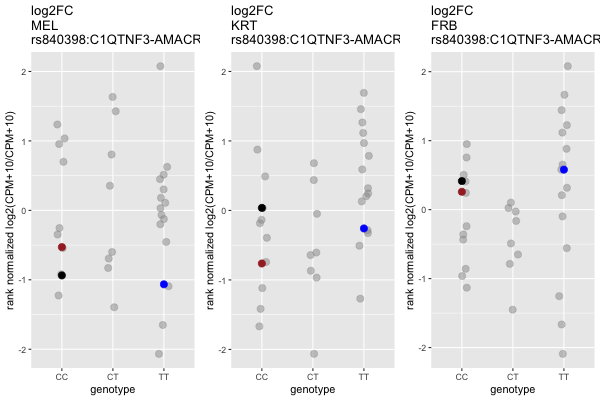 log2FC
MEL
rs840398:C1QTNF3-AMACR
log2FC
KRT
rs840398:C1QTNF3-AMACR
log2FC
FRB
rs840398:C1QTNF3-AMACR
rank normalized log2(CPM+10/CPM+10)
2
1
0
-1
-2
CC CT TT
genotype
rank normalized log2(CPM+10/CPM+10)
2
1
0
-1
-2
CC CT TT
genotype
rank normalized log2(CPM+10/CPM+10)
2
1
0
-1
-2
CC CT TT
genotype